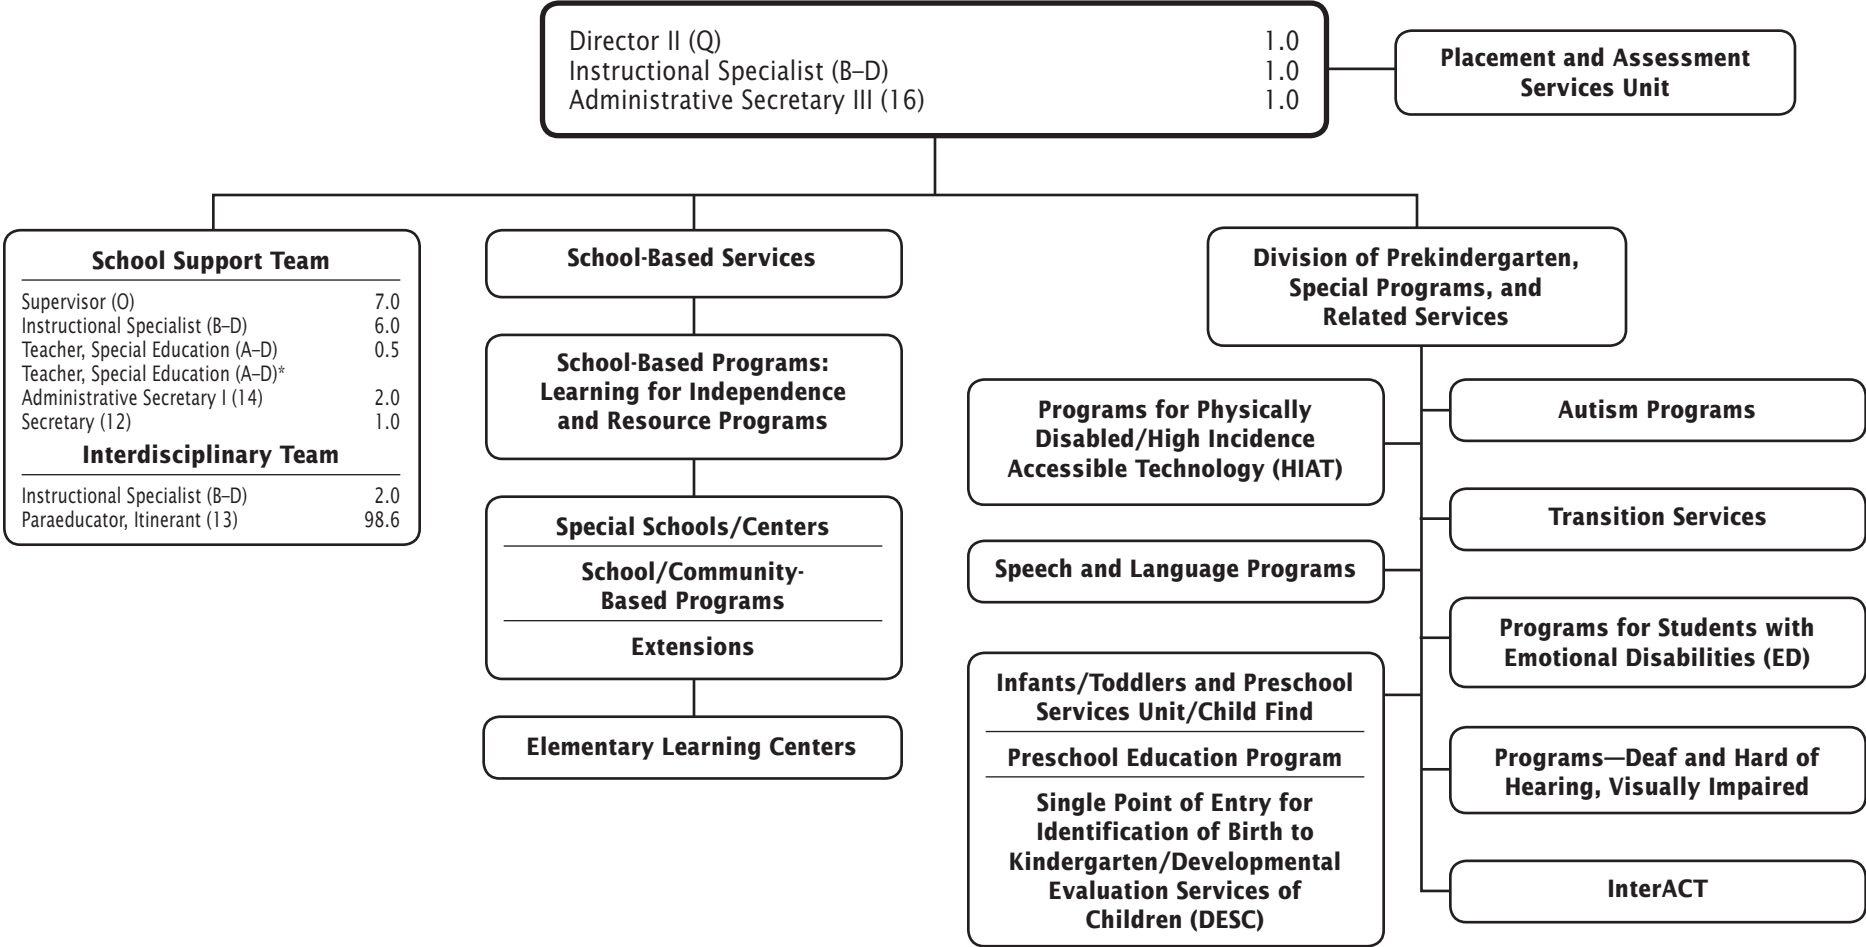 Director II (Q) 1.0
Instructional Specialist (B–D) 1.0
Administrative Secretary III (16) 1.0
Placement and Assessment
Services Unit
School Support Team
Supervisor (O) 7.0
Instructional Specialist (B–D) 6.0
Teacher, Special Education (A–D) 0.5
Teacher, Special Education (A–D)*
Administrative Secretary I (14) 2.0
Secretary (12) 1.0
Interdisciplinary Team
Instructional Specialist (B–D) 2.0
Paraeducator, Itinerant (13) 98.6
School-Based Services
School-Based Programs:
Learning for Independence
and Resource Programs
Special Schools/Centers
School/Community-
Based Programs
Extensions
Elementary Learning Centers
Division of Prekindergarten,
Special Programs, and
Related Services
Programs for Physically
Disabled/High Incidence
Accessible Technology (HIAT)
Speech and Language Programs
Infants/Toddlers and Preschool
Services Unit/Child Find
Preschool Education Program
Single Point of Entry for
Identification of Birth to
Kindergarten/Developmental
Evaluation Services of
Children (DESC)
Autism Programs
Transition Services
Programs for Students with
Emotional Disabilities (ED)
Programs—Deaf and Hard of
Hearing, Visually Impaired
InterACT